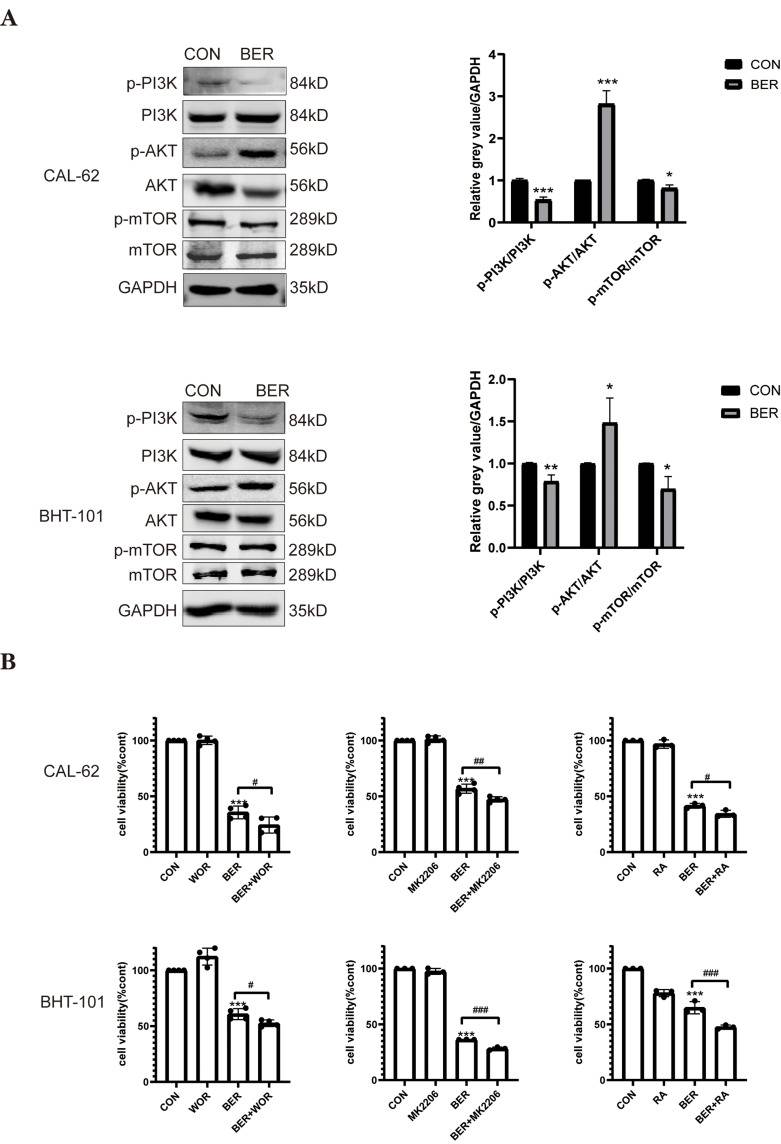 A
CON BER
p-PI3K 84kD
PI3K 84kD
p-AKT 56kD
CAL-62
AKT 56kD
p-mTOR 289kD
mTOR 289kD
GAPDH 35kD
Relative grey value/GAPDH
4
3
2
1
0
*** *** *
p-PI3K/PI3K p-AKT/AKT p-mTOR/mTOR
CON
BER
CON BER
p-PI3K 84kD
PI3K 84kD
p-AKT 56kD
BHT-101
AKT 56kD
p-mTOR 289kD
mTOR 289kD
GAPDH 35kD
Relative grey value/GAPDH
2.0
1.5
1.0
0.5
0.0
** * *
p-PI3K/PI3K p-AKT/AKT p-mTOR/mTOR
CON
BER
B
CAL-62
cell viability(%cont)
100
50
0
*** #
CON WOR BER BER+WOR
cell viability(%cont)
100
50
0
*** ##
CON MK2206 BER BER+MK2206
cell viability(%cont)
100
50
0
*** #
CON RA BER BER+RA
BHT-101
cell viability(%cont)
100
50
0
*** #
CON WOR BER BER+WOR
cell viability(%cont)
100
50
0
*** ###
CON MK2206 BER BER+MK2206
cell viability(%cont)
100
50
0
*** ###
CON RA BER BER+RA